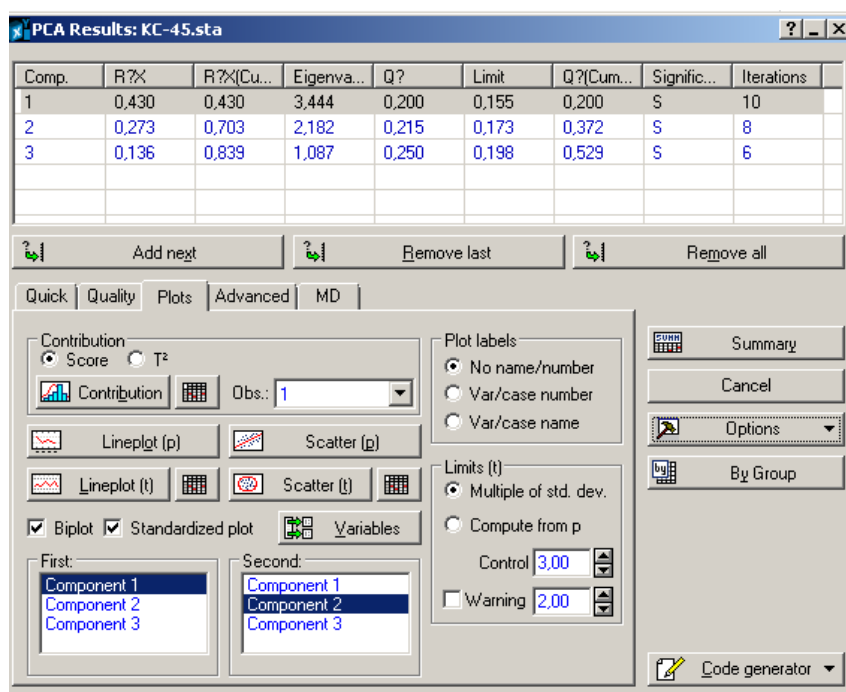 PCA Results: KC-45.sta
Comp. R?X R?X(Cu... Eigenva... Q? Limit Q?(Cum... Signific... Iterations
1 0,430 0,430 3,444 0,200 0,155 0,200 S 10
2 0,273 0,703 2,182 0,215 0,173 0,372 S 8
3 0,136 0,839 1,087 0,250 0,198 0,529 S 6
Add next Remove last Remove all
Quick Quality Plots Advanced MD
Contribution
Score T²
Contribution Obs.: 1
Lineplot (p) Scatter (p)
Lineplot (t) Scatter (t)
Biplot Standardized plot Variables
First:
Component 1
Component 2
Component 3
Second:
Component 1
Component 2
Component 3
Plot labels
No name/number
Var/case number
Var/case name
Limits (t)
Multiple of std. dev.
Compute from p
Control 3,00
Warning 2,00
Summary
Cancel
Options
By Group
Code generator